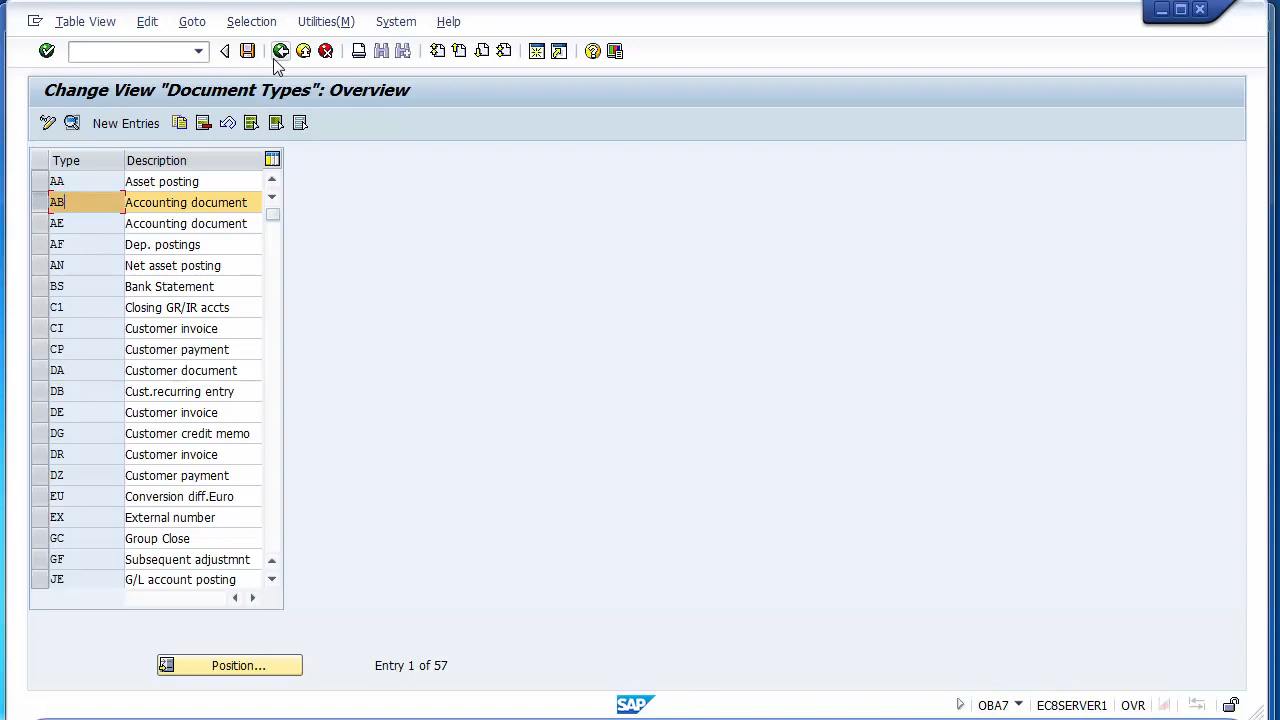 Table View Edit Goto Selection Utilities(M) System Help
Change View "Document Types": Overview
New Entries
Type Description
AA Asset posting
AB Accounting document
AE Accounting document
AF Dep. postings
AN Net asset posting
BS Bank Statement
C1 Closing GR/IR accts
CI Customer invoice
CP Customer payment
DA Customer document
DB Cust.recurring entry
DE Customer invoice
DG Customer credit memo
DR Customer invoice
DZ Customer payment
EU Conversion diff.Euro
EX External number
GC Group Close
GF Subsequent adjustmnt
JE G/L account posting
Position... Entry 1 of 57
SAP OBA7 EC8SERVER1 OVR